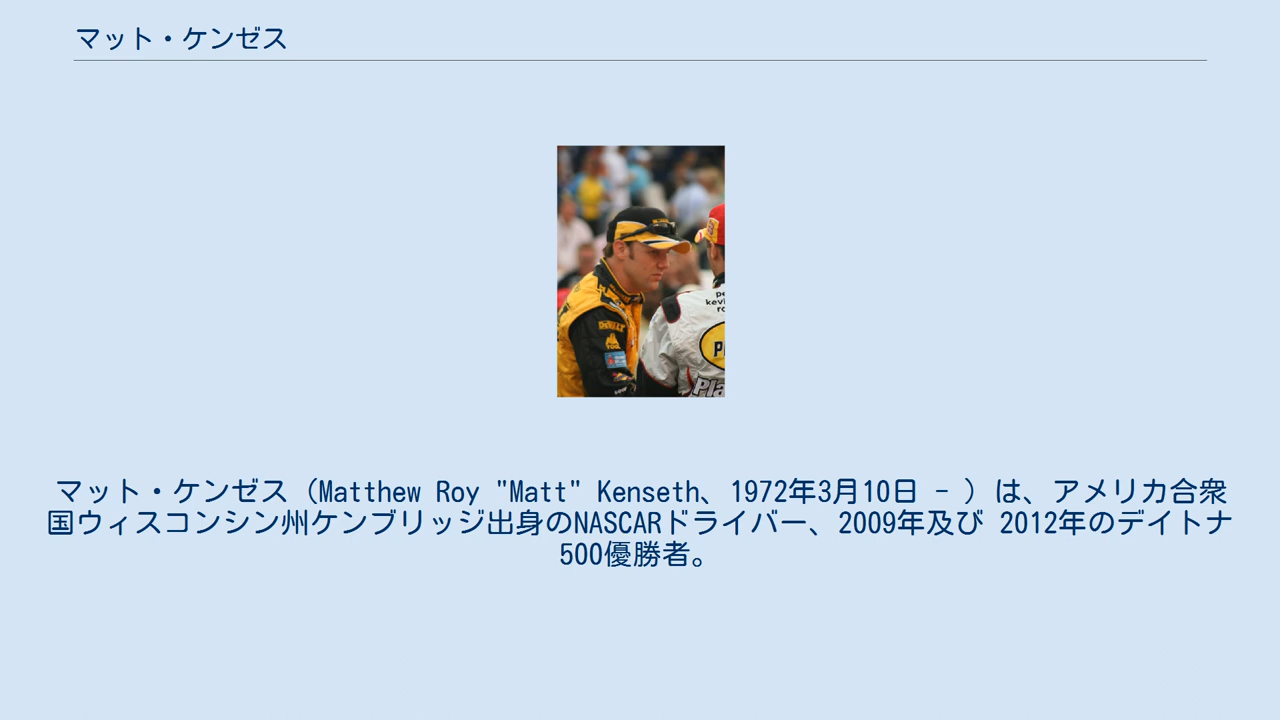 マット・ケンゼス
DEWALT
マット・ケンゼス（Matthew Roy "Matt" Kenseth、1972年3月10日 - ）は、アメリカ合衆
国ウィスコンシン州ケンブリッジ出身のNASCARドライバー、2009年及び 2012年のデイトナ
500優勝者。